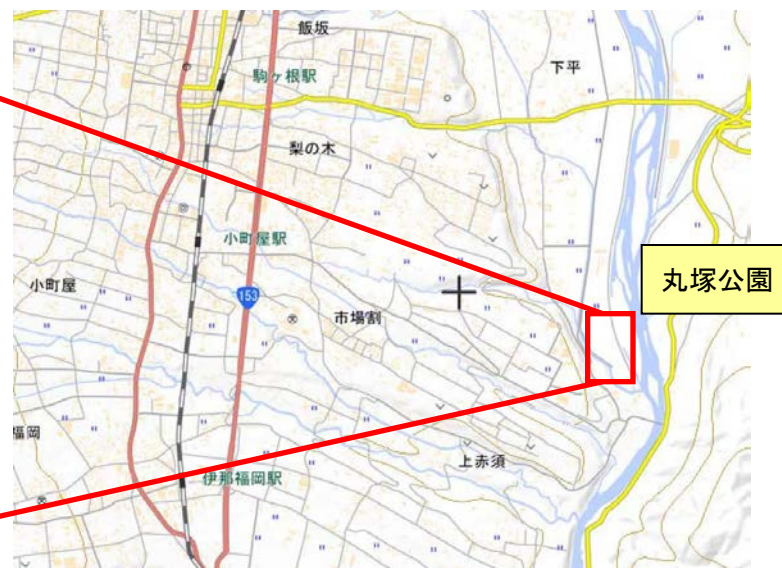 飯坂
下平
駒ヶ根駅
梨の木
小町屋駅
丸塚公園
小町屋
153
市場割
福岡
上赤須
伊那福岡駅